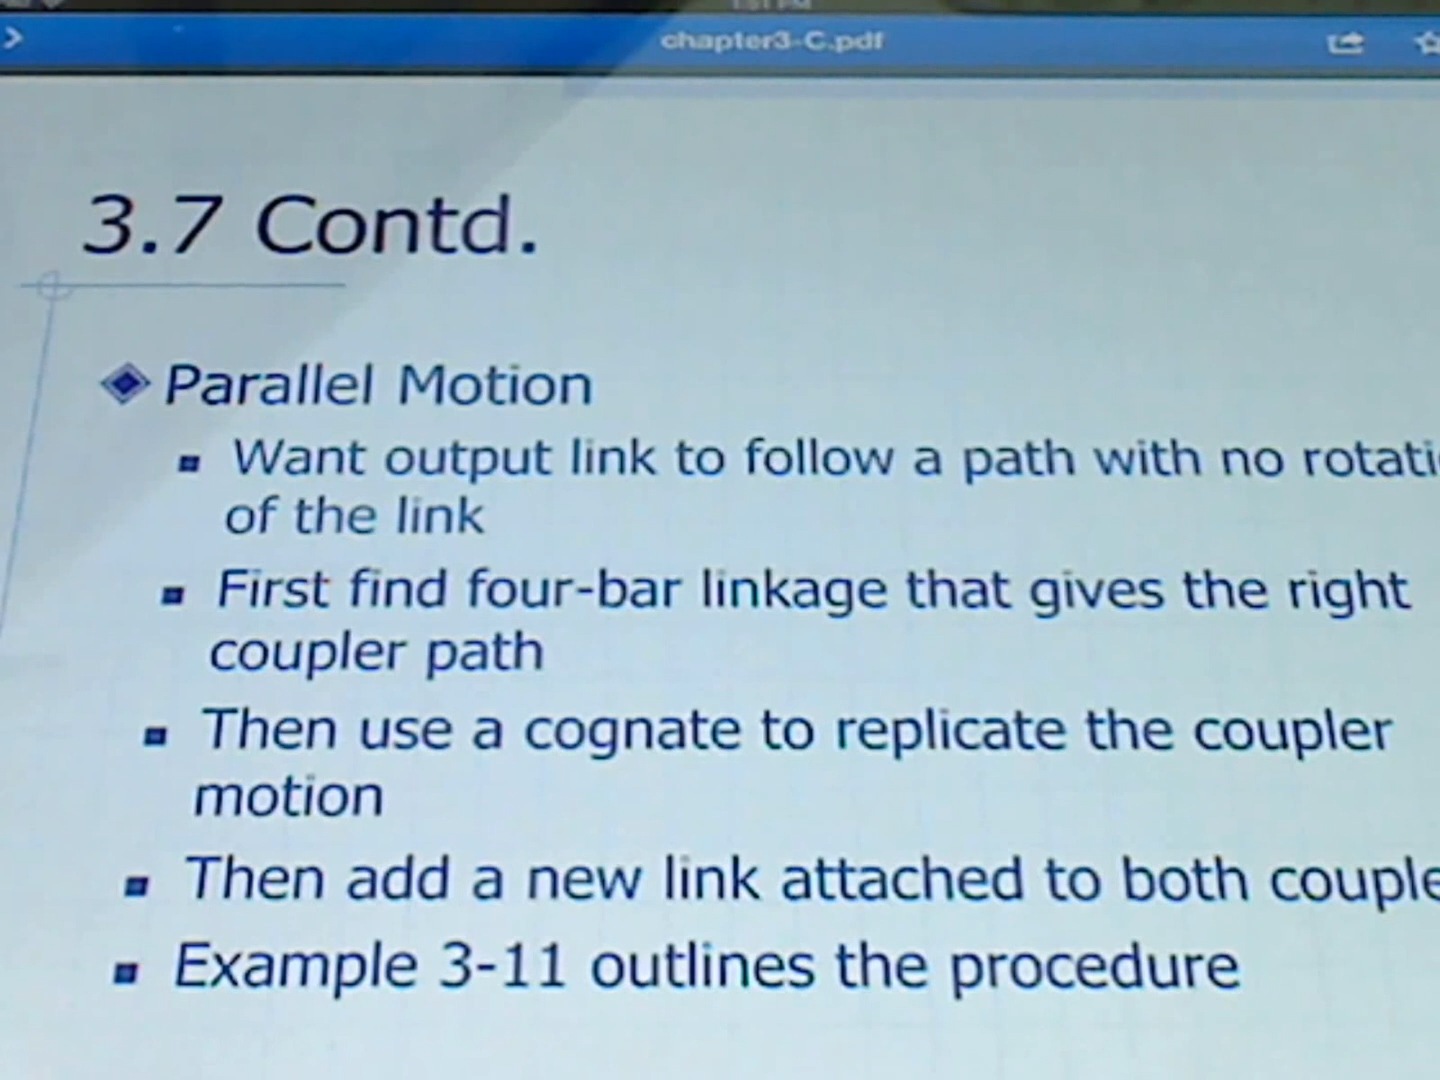 chapter3-C.pdf
3.7 Contd.
Parallel Motion
Want output link to follow a path with no
of the link
First find four-bar linkage that gives the right
coupler path
Then use a cognate to replicate the coupler
motion
Then add a new link attached to both
Example 3-11 outlines the procedure